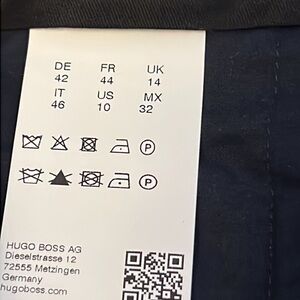 DE FR UK
42 44 14
IT US MX
46 10 32
P
P
HUGO BOSS AG
Dieselstrasse 12
72555 Metzingen
Germany
hugoboss.com